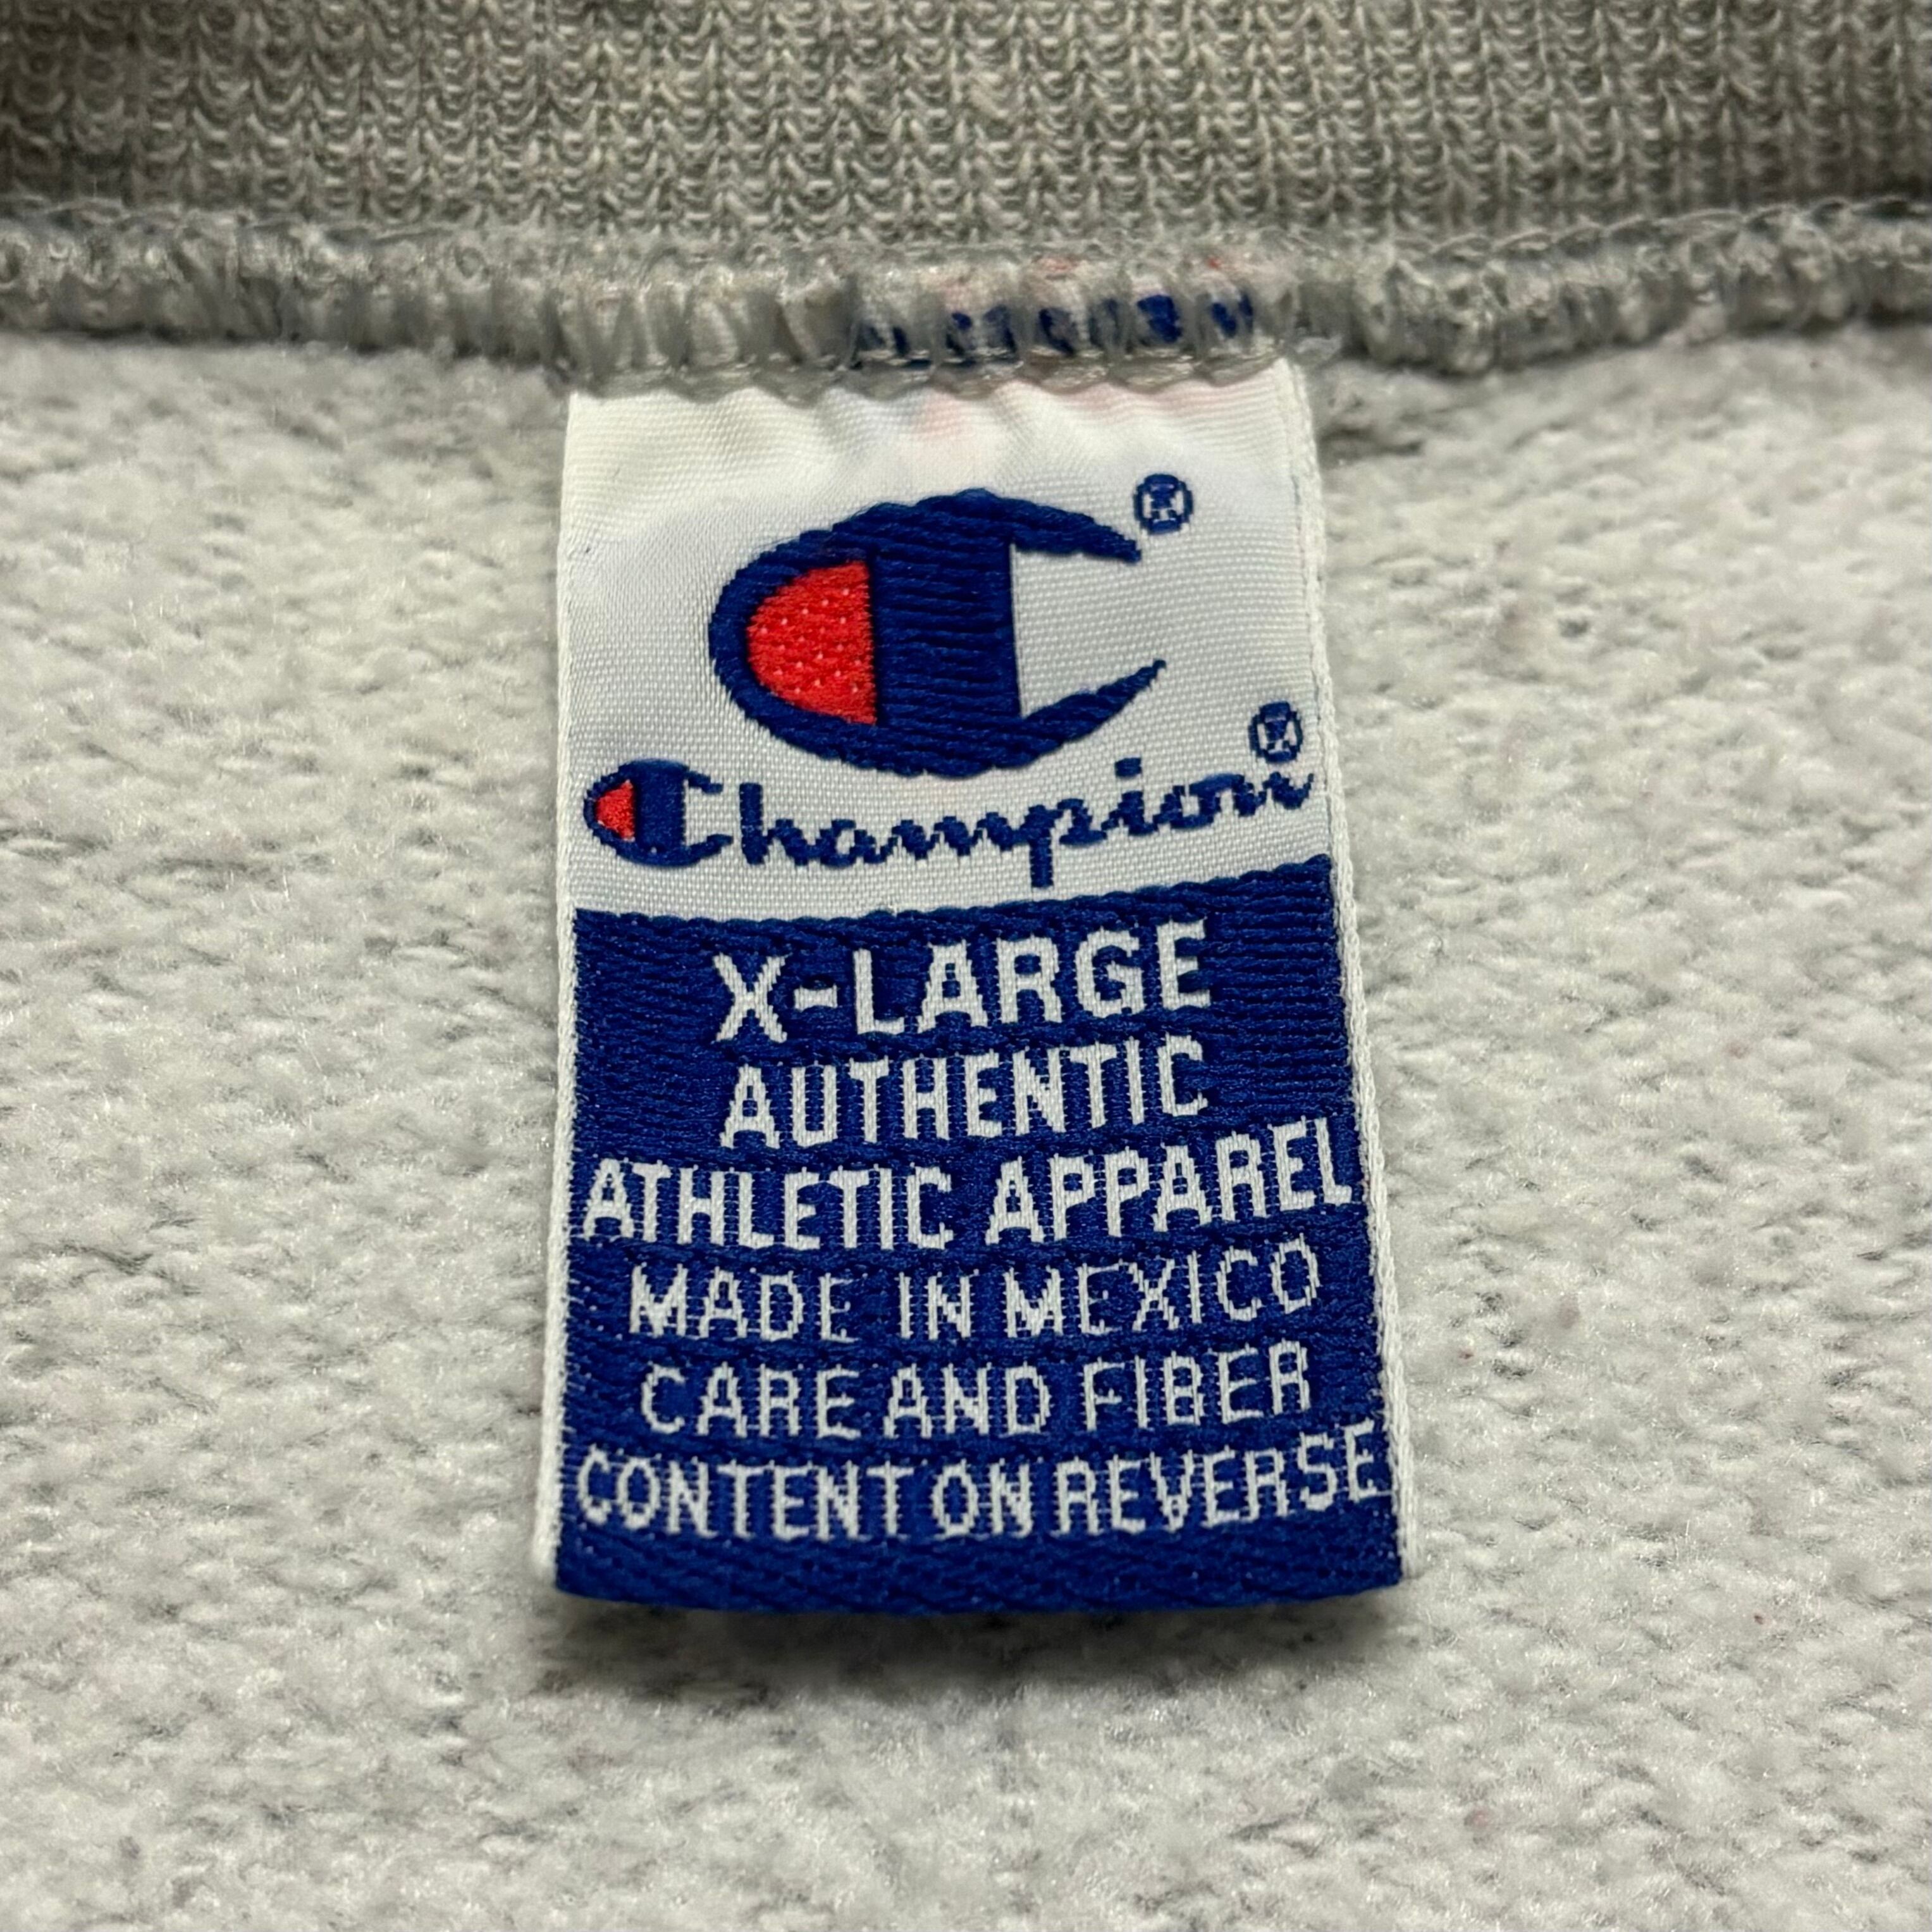 ®
Champion®
X-LARGE
AUTHENTIC
ATHLETIC APPAREL
MADE IN MEXICO
CARE AND FIBER
CONTENT ON REVERSE